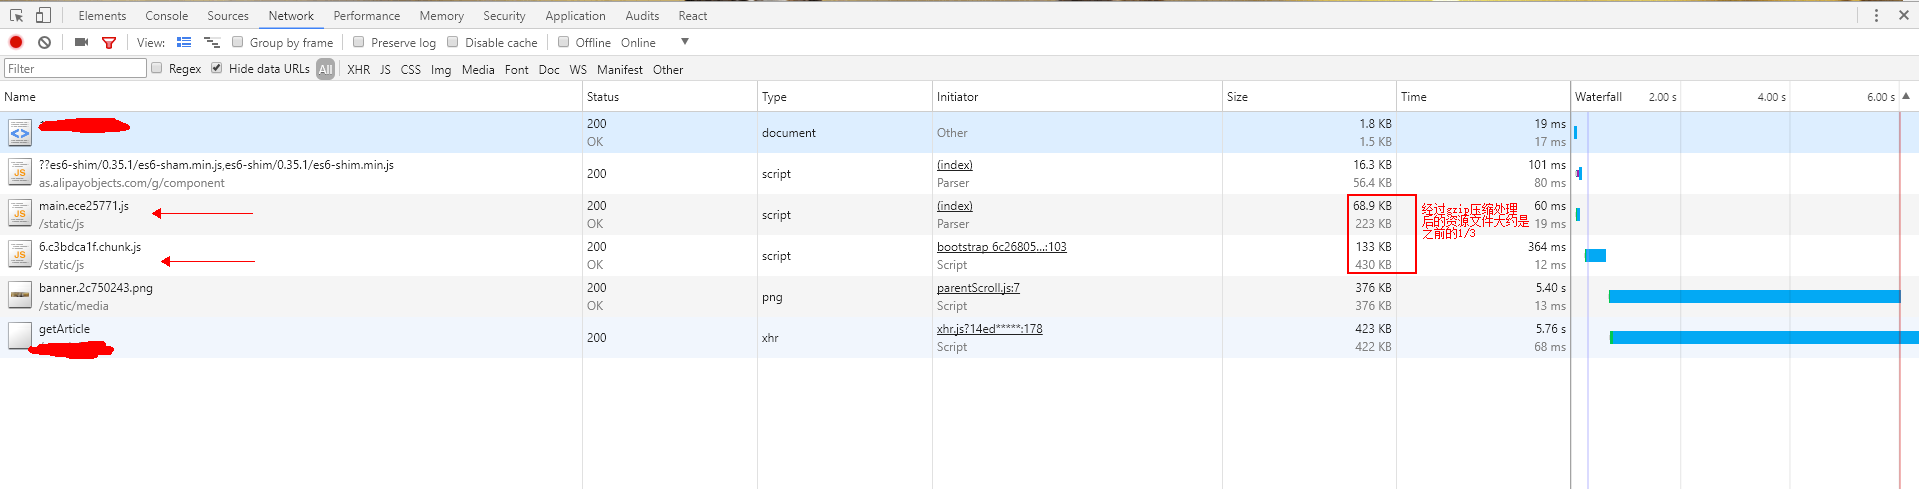 Elements Console Sources Network Performance Memory Security Application Audits React
View: Group by frame Preserve log Disable cache Offline Online
Filter Regex Hide data URLs All XHR JS CSS Img Media Font Doc WS Manifest Other
Name Status Type Initiator Size Time Waterfall 2.00 s 4.00 s 6.00 s
200 1.8 KB 19 ms
document Other
OK 1.5 KB 17 ms
??es6-shim/0.35.1/es6-sham.min.js,es6-shim/0.35.1/es6-shim.min.js (index) 16.3 KB 101 ms
200 script
as.alipayobjects.com/g/component Parser 56.4 KB 80 ms
main.ece25771.js 200 (index) 68.9 KB 60 ms
script
/static/js OK Parser 223 KB 19 ms
经过gzip压缩处理
后的资源文件大约是
之前的1/3
6.c3bdca1f.chunk.js 200 bootstrap 6c26805...:103 133 KB 364 ms
script
/static/js OK Script 430 KB 12 ms
banner.2c750243.png 200 parentScroll.js:7 376 KB 5.40 s
png
/static/media OK Script 376 KB 13 ms
getArticle xhr.js?14ed*****:178 423 KB 5.76 s
200 xhr
Script 422 KB 68 ms